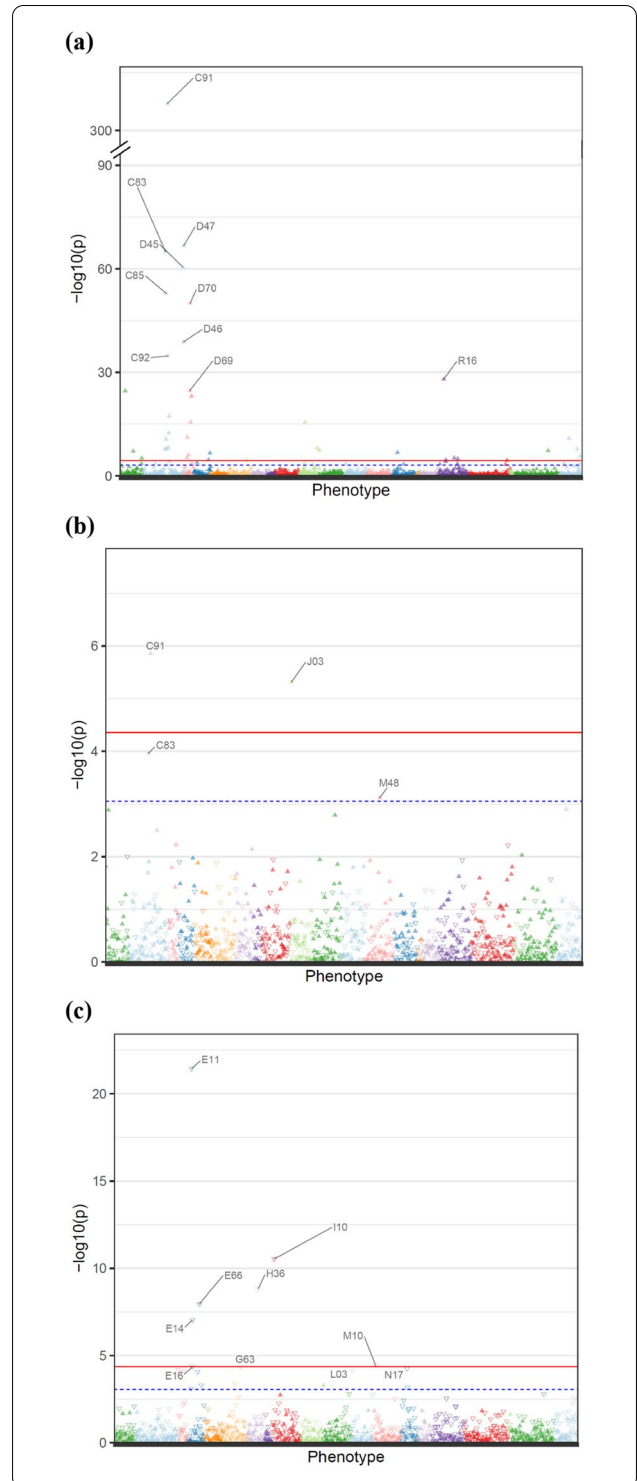 (a)
C91
300
90
C83
D47
D45
60
C85
D70
D46
C92
D69
R16
30
0
−log10(p)
Phenotype
(b)
6
C91
J03
4
C83
M48
2
0
−log10(p)
Phenotype
(c)
E11
20
15
I10
10
E66
H36
E14
M10
5
G63
E16
L03
N17
0
−log10(p)
Phenotype